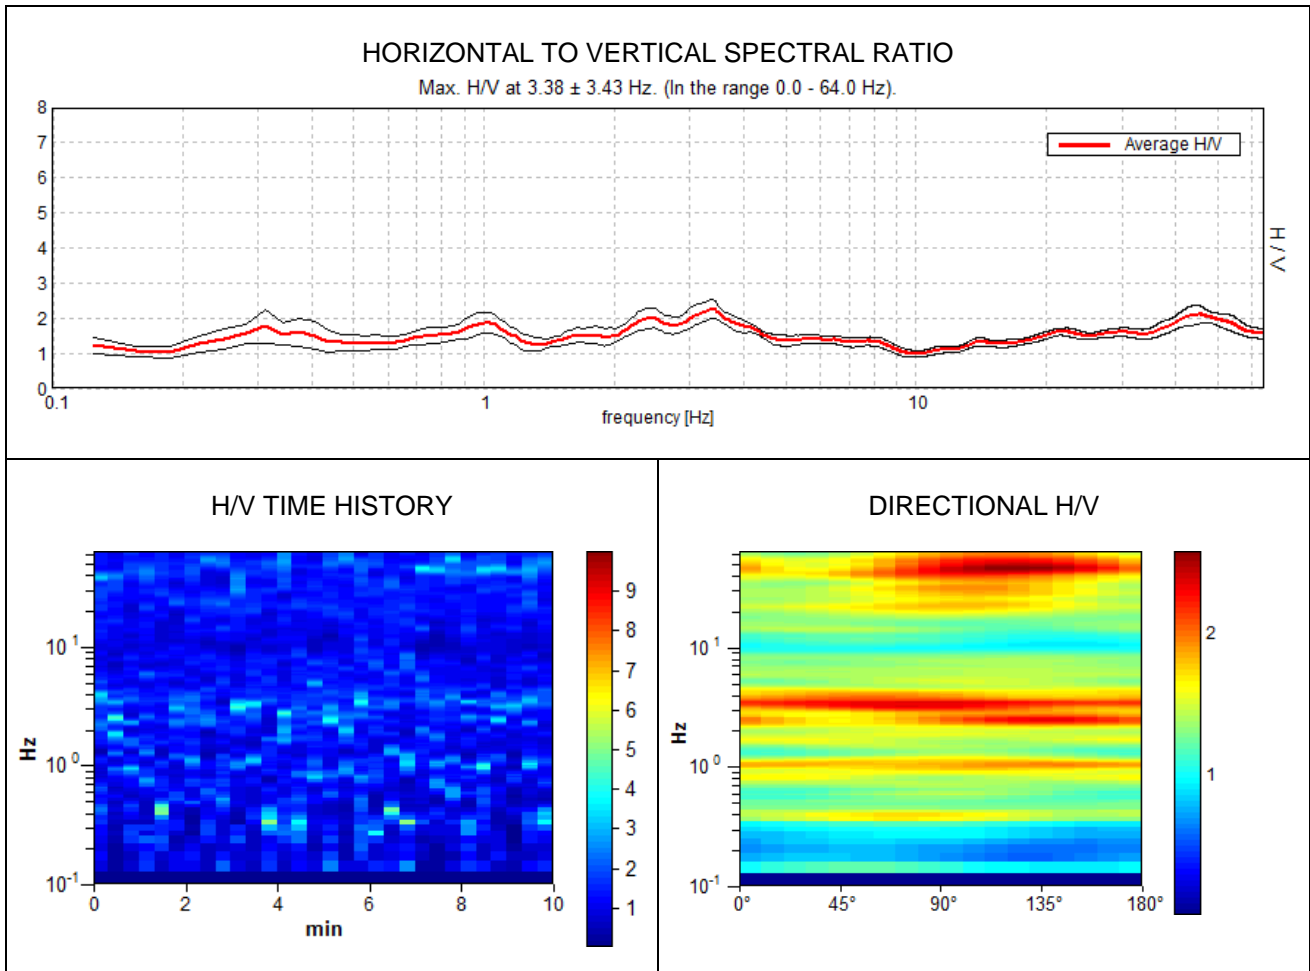 HORIZONTAL TO VERTICAL SPECTRAL RATIO
Max. H/V at 3.38 ± 3.43 Hz. (In the range 0.0 - 64.0 Hz).
8
7
6
5
4
3
2
1
0
Average H/V
H / V
0.1 1 10
frequency [Hz]
H/V TIME HISTORY
Hz
10¹
10⁰
10⁻¹
0 2 4 6 8 10
min
9
8
7
6
5
4
3
2
1
DIRECTIONAL H/V
Hz
10¹
10⁰
10⁻¹
0° 45° 90° 135° 180°
2
1